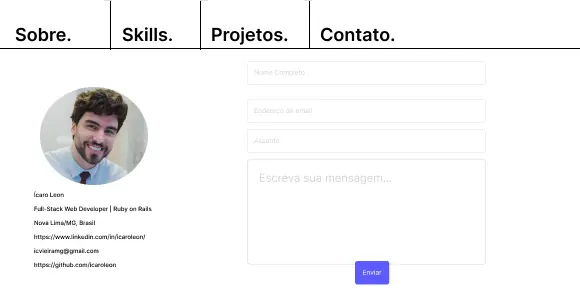 Sobre.
Skills.
Projetos.
Contato.
Nome Completo
Endereço de email
Assunto
Escreva sua mensagem...
Enviar
Ícaro Leon
Full-Stack Web Developer | Ruby on Rails
Nova Lima/MG, Brasil
https://www.linkedin.com/in/icaroleon/
icvieiramg@gmail.com
https://github.com/icaroleon